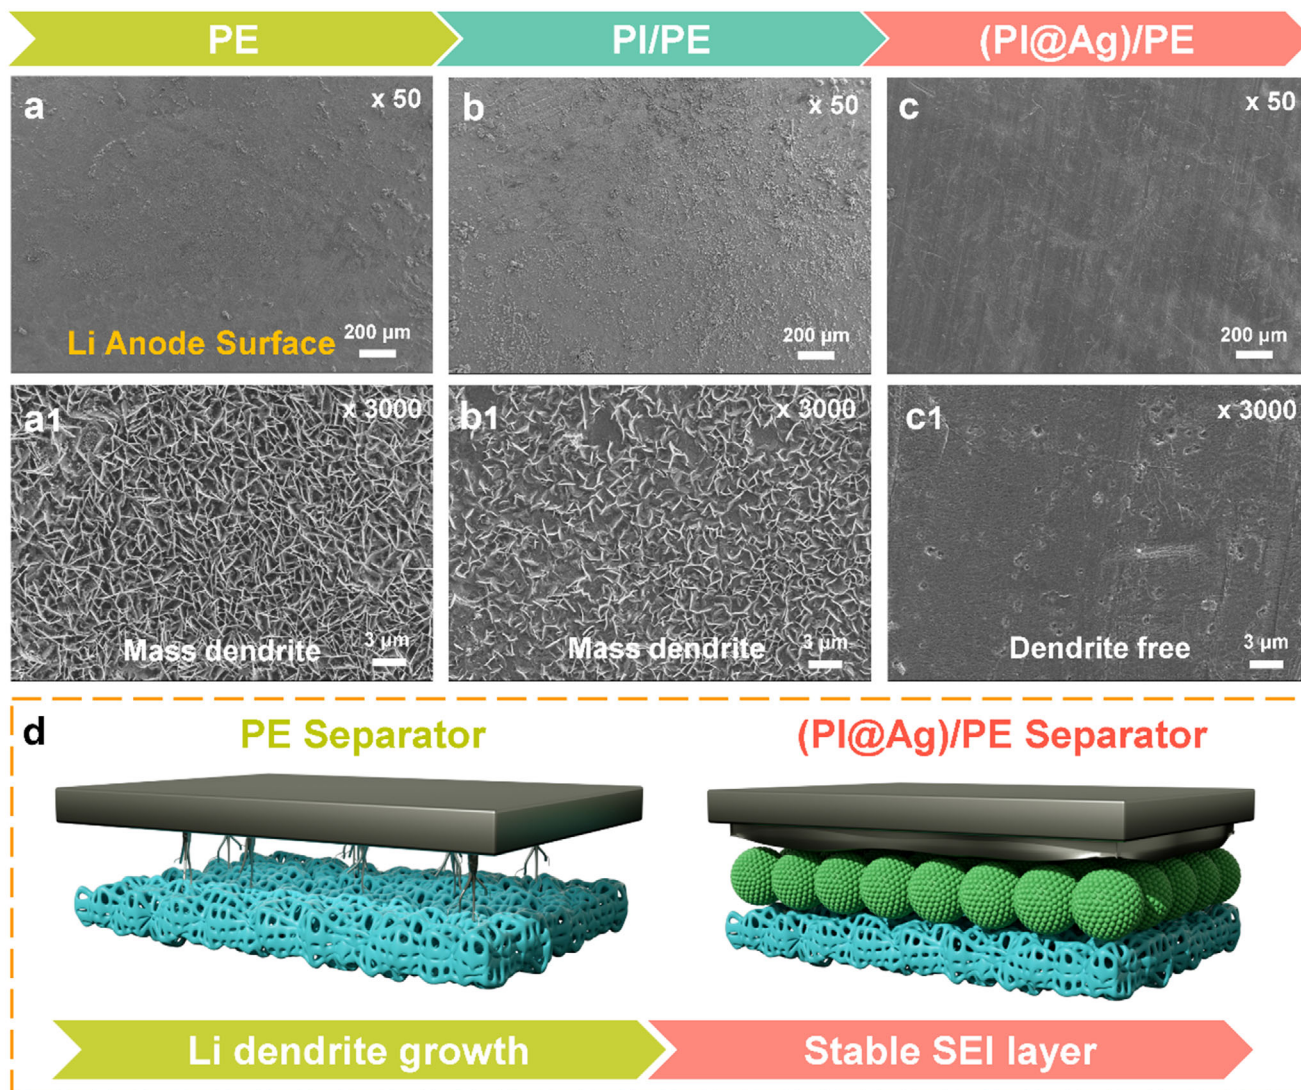 PE
PI/PE
(PI@Ag)/PE
a
x 50
b
x 50
c
x 50
Li Anode Surface
200 µm
200 µm
200 µm
a1
x 3000
b1
x 3000
c1
x 3000
Mass dendrite
3 µm
Mass dendrite
3 µm
Dendrite free
3 µm
d
PE Separator
(PI@Ag)/PE Separator
Li dendrite growth
Stable SEI layer